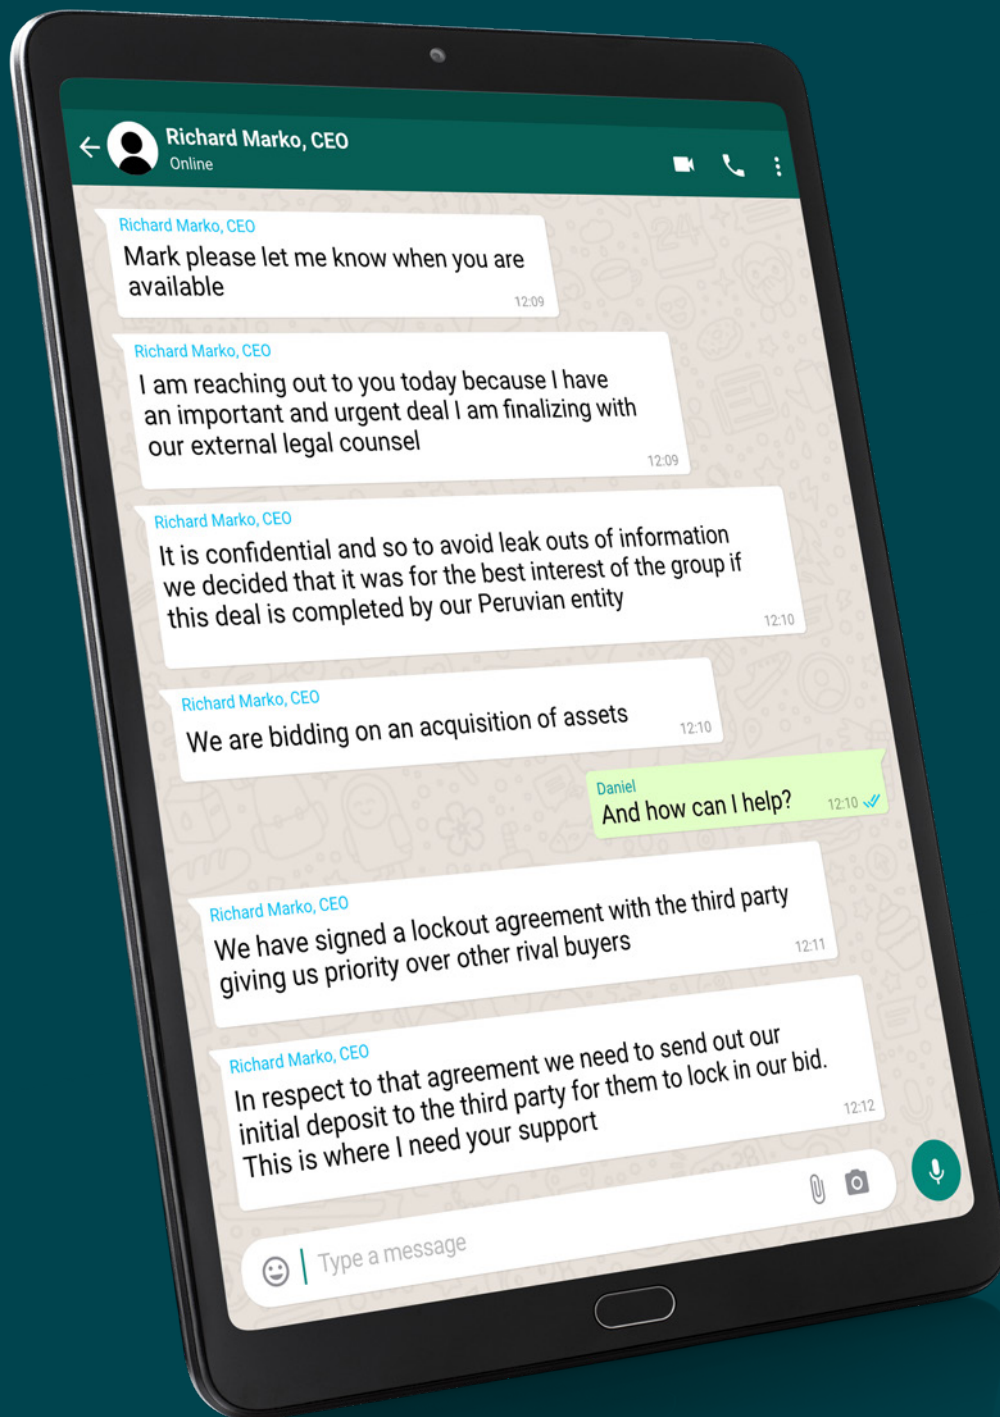 Richard Marko, CEO
Online
Richard Marko, CEO
Mark please let me know when you are
available
12:09
Richard Marko, CEO
I am reaching out to you today because I have
an important and urgent deal I am finalizing with
our external legal counsel
12:09
Richard Marko, CEO
It is confidential and so to avoid leak outs of information
we decided that it was for the best interest of the group if
this deal is completed by our Peruvian entity
12:10
Richard Marko, CEO
We are bidding on an acquisition of assets
12:10
Daniel
And how can I help?
12:10
Richard Marko, CEO
We have signed a lockout agreement with the third party
giving us priority over other rival buyers
12:11
Richard Marko, CEO
In respect to that agreement we need to send out our
initial deposit to the third party for them to lock in our bid.
This is where I need your support
12:12
Type a message